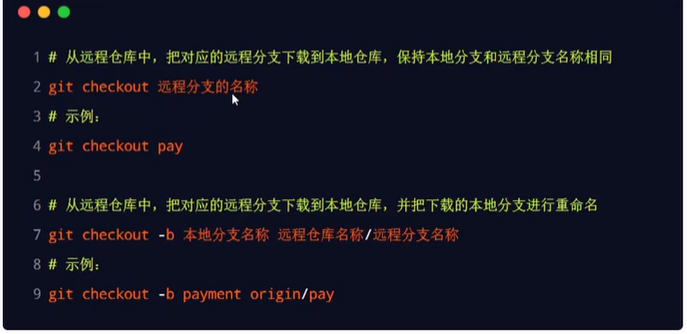 1 # 从远程仓库中，把对应的远程分支下载到本地仓库，保持本地分支和远程分支名称相同
2 git checkout 远程分支的名称
3 # 示例：
4 git checkout pay
5
6 # 从远程仓库中，把对应的远程分支下载到本地仓库，并把下载的本地分支进行重命名
7 git checkout -b 本地分支名称 远程仓库名称/远程分支名称
8 # 示例：
9 git checkout -b payment origin/pay